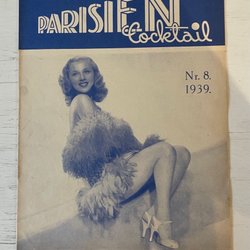 PARISIEN
Cocktail
Nr. 8.
1939.